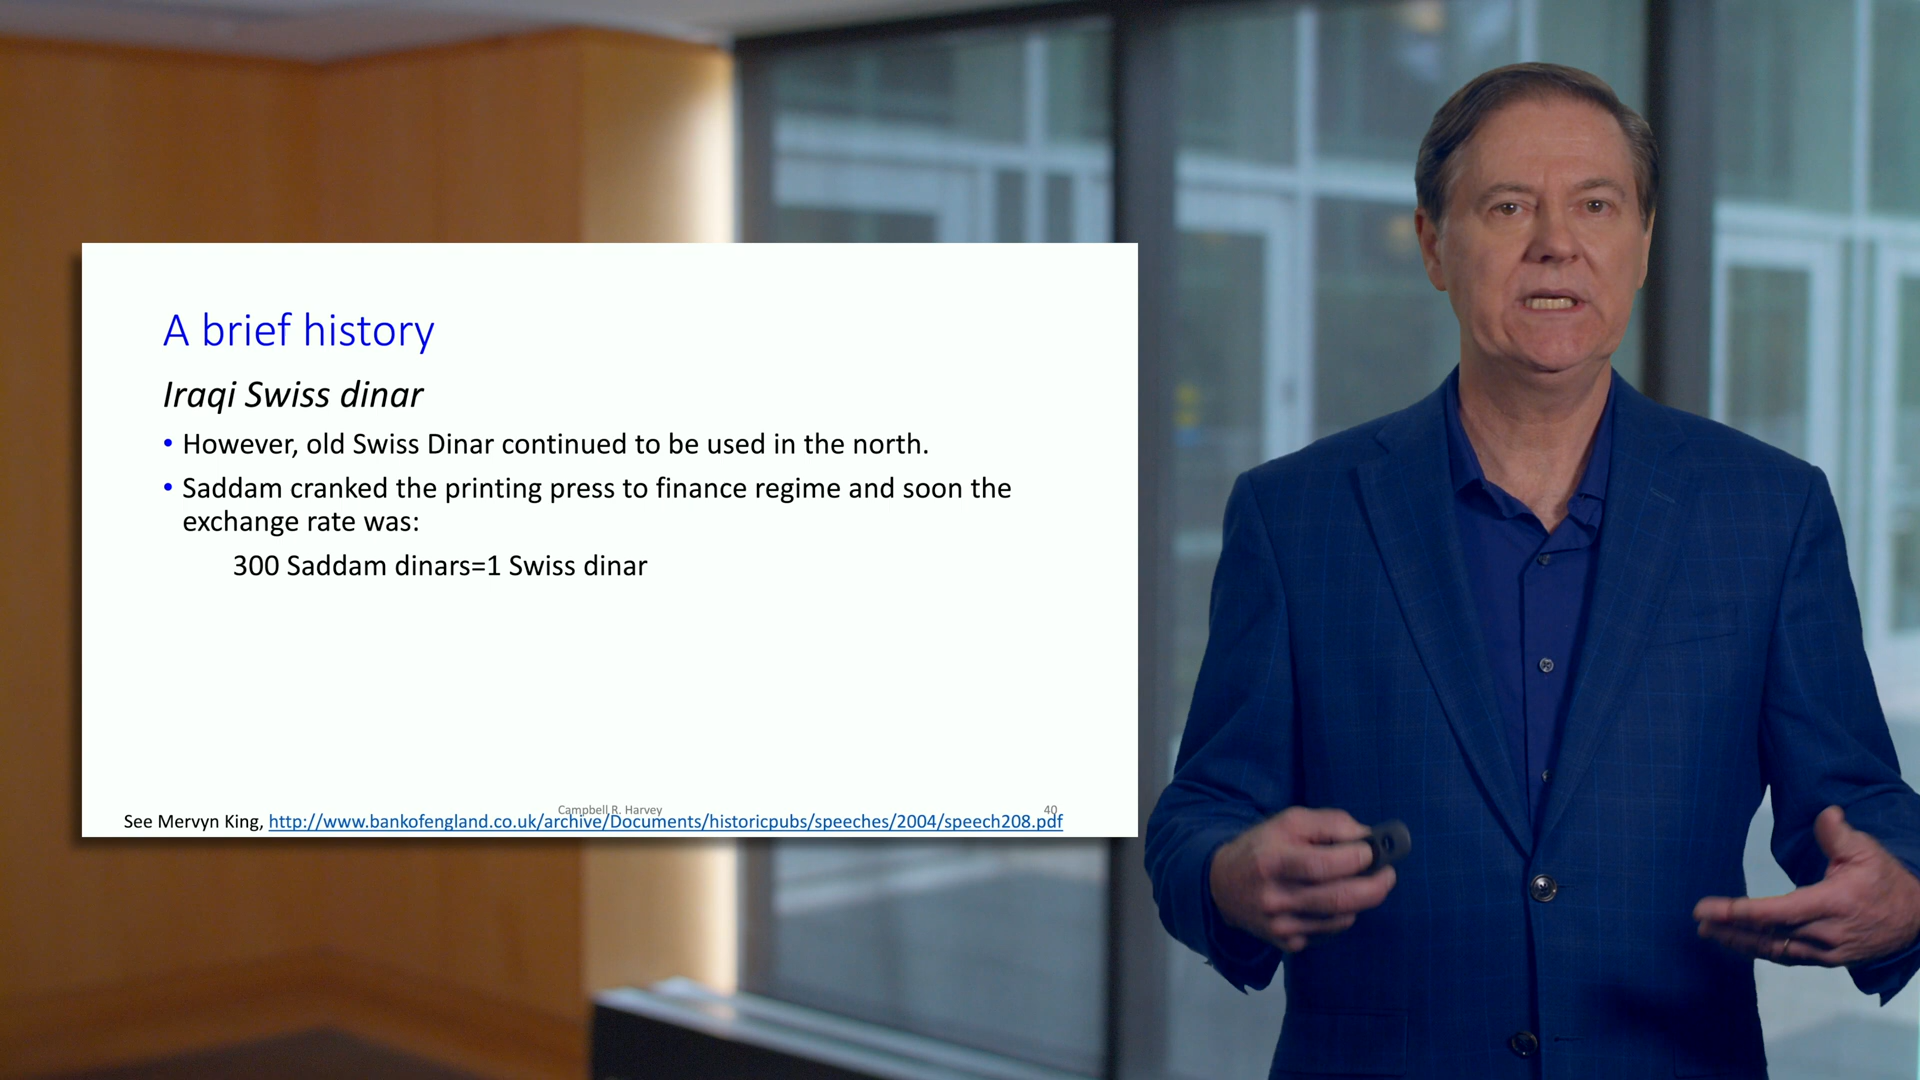 A brief history
Iraqi Swiss dinar
• However, old Swiss Dinar continued to be used in the north.
• Saddam cranked the printing press to finance regime and soon the
exchange rate was:
300 Saddam dinars=1 Swiss dinar
Campbell R. Harvey
40
See Mervyn King, http://www.bankofengland.co.uk/archive/Documents/historicpubs/speeches/2004/speech208.pdf